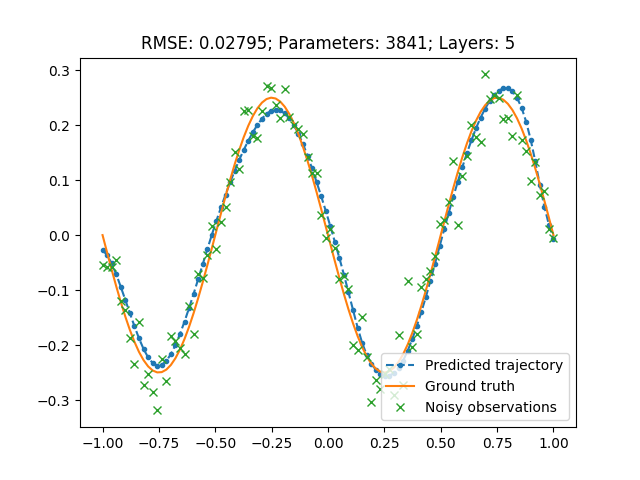 RMSE: 0.02795; Parameters: 3841; Layers: 5
0.3
0.2
0.1
0.0
−0.1
−0.2
−0.3
−1.00 −0.75 −0.50 −0.25 0.00 0.25 0.50 0.75 1.00
Predicted trajectory
Ground truth
Noisy observations